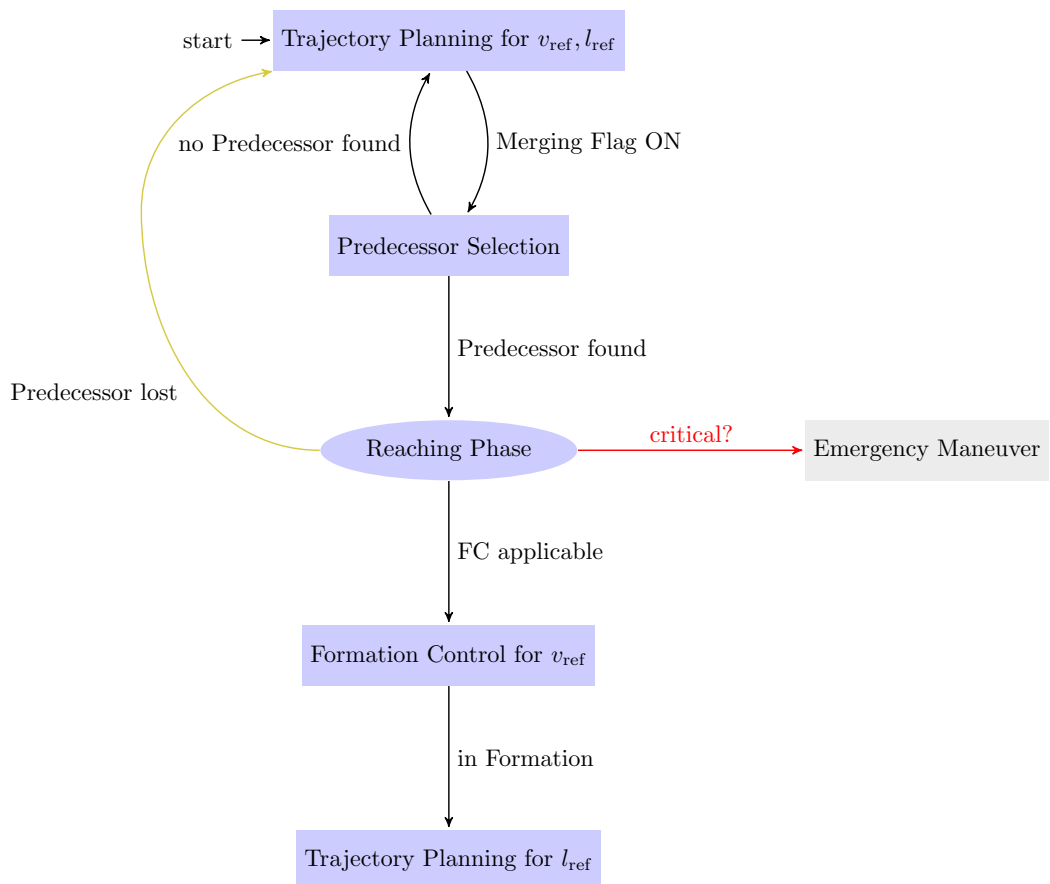 start
Trajectory Planning for v_ref, l_ref
no Predecessor found
Merging Flag ON
Predecessor Selection
Predecessor found
Predecessor lost
Reaching Phase
critical?
Emergency Maneuver
FC applicable
Formation Control for v_ref
in Formation
Trajectory Planning for l_ref